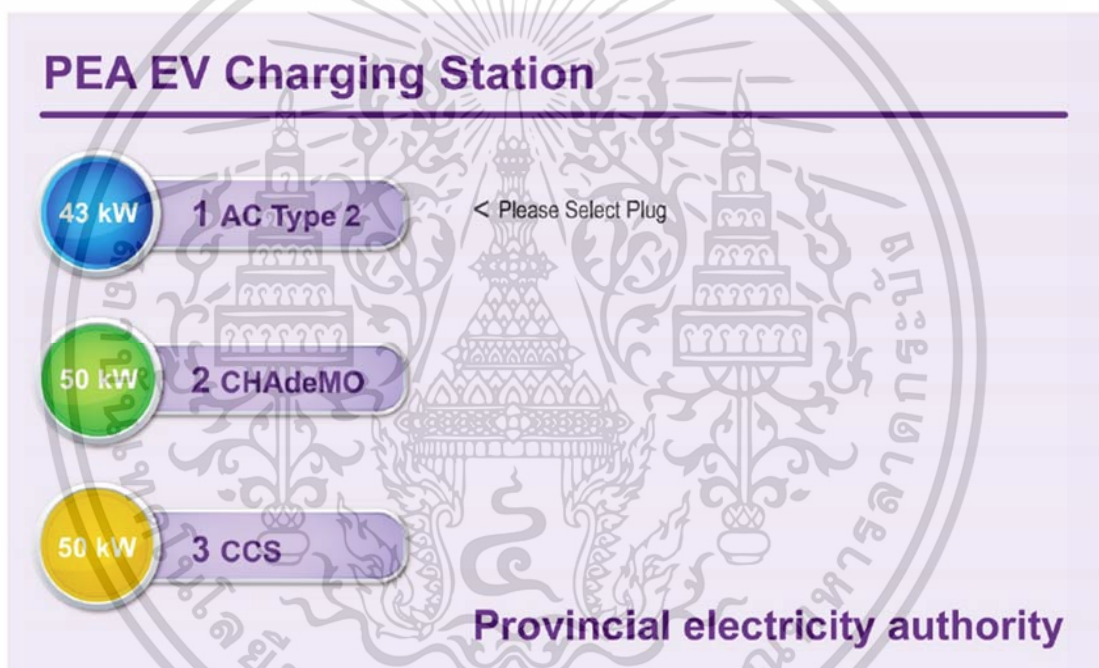 PEA EV Charging Station
43 kW 1 AC Type 2 < Please Select Plug
50 kW 2 CHAdeMO
50 kW 3 CCS
Provincial electricity authority